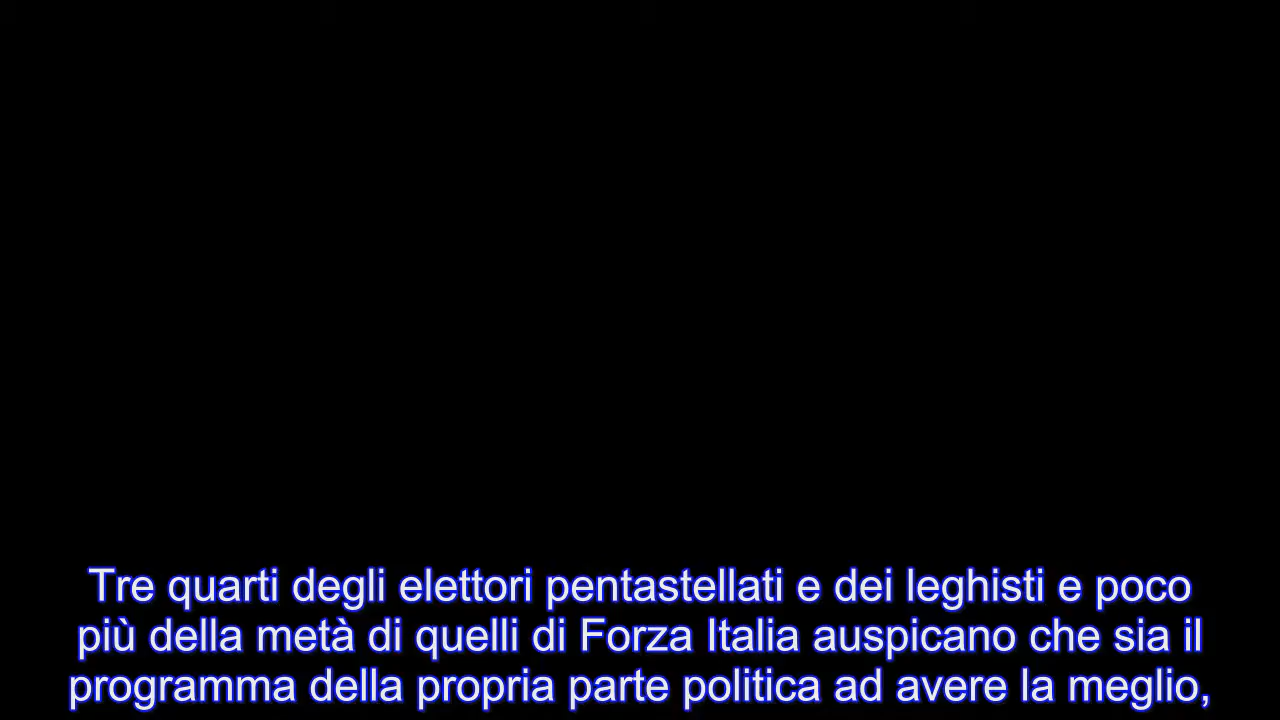 Tre quarti degli elettori pentastellati e dei leghisti e poco
più della metà di quelli di Forza Italia auspicano che sia il
programma della propria parte politica ad avere la meglio,